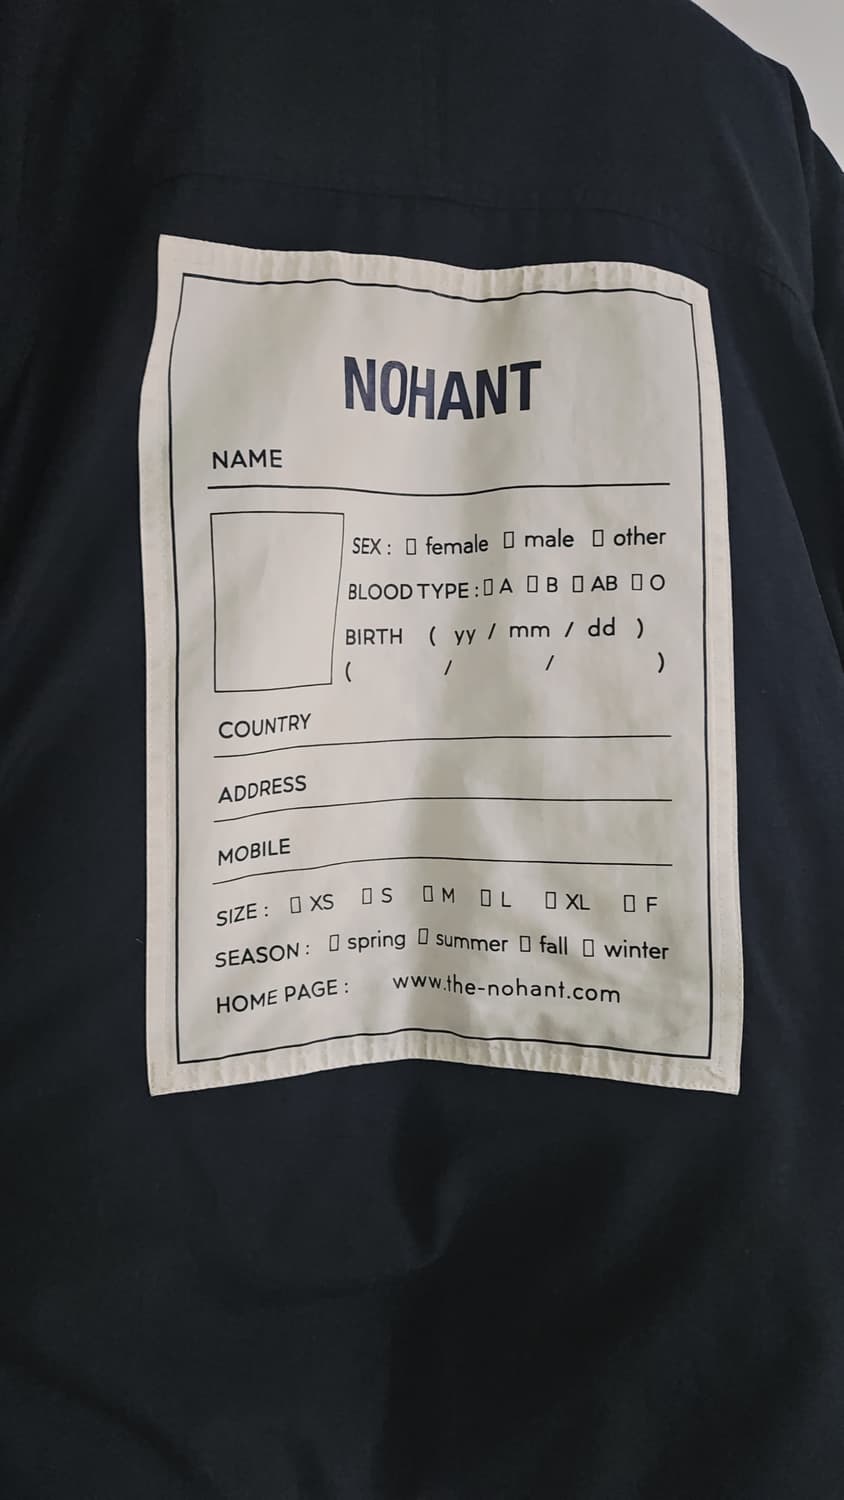 NOHANT
NAME
SEX : ▯ female ▯ male ▯ other
BLOOD TYPE : ▯ A ▯ B ▯ AB ▯ O
BIRTH ( yy / mm / dd )
( / / )
COUNTRY
ADDRESS
MOBILE
SIZE : ▯ XS ▯ S ▯ M ▯ L ▯ XL ▯ F
SEASON : ▯ spring ▯ summer ▯ fall ▯ winter
HOME PAGE : www.the-nohant.com